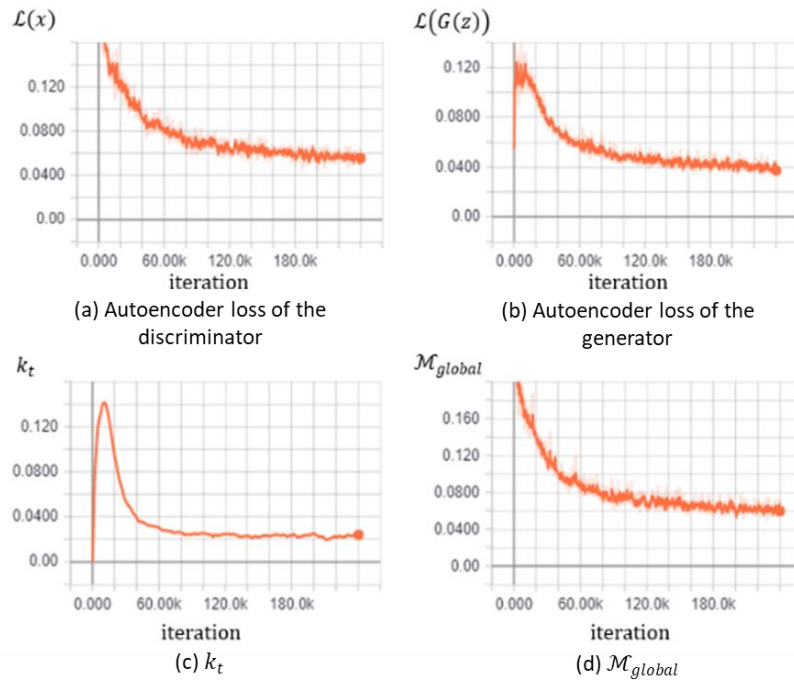 ℒ(x)
0.120
0.0800
0.0400
0.00
0.000 60.00k 120.0k 180.0k
iteration
(a) Autoencoder loss of the
discriminator
ℒ(G(z))
0.120
0.0800
0.0400
0.00
0.000 60.00k 120.0k 180.0k
iteration
(b) Autoencoder loss of the
generator
k_t
0.120
0.0800
0.0400
0.00
0.000 60.00k 120.0k 180.0k
iteration
(c) k_t
ℳ_global
0.160
0.120
0.0800
0.0400
0.00
0.000 60.00k 120.0k 180.0k
iteration
(d) ℳ_global